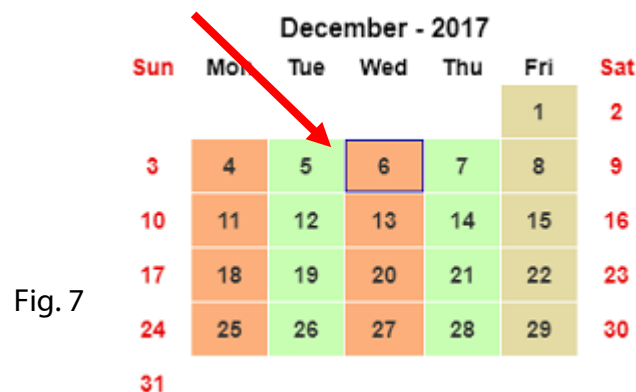 December - 2017
Sun Mon Tue Wed Thu Fri Sat
1 2
3 4 5 6 7 8 9
10 11 12 13 14 15 16
17 18 19 20 21 22 23
Fig. 7
24 25 26 27 28 29 30
31